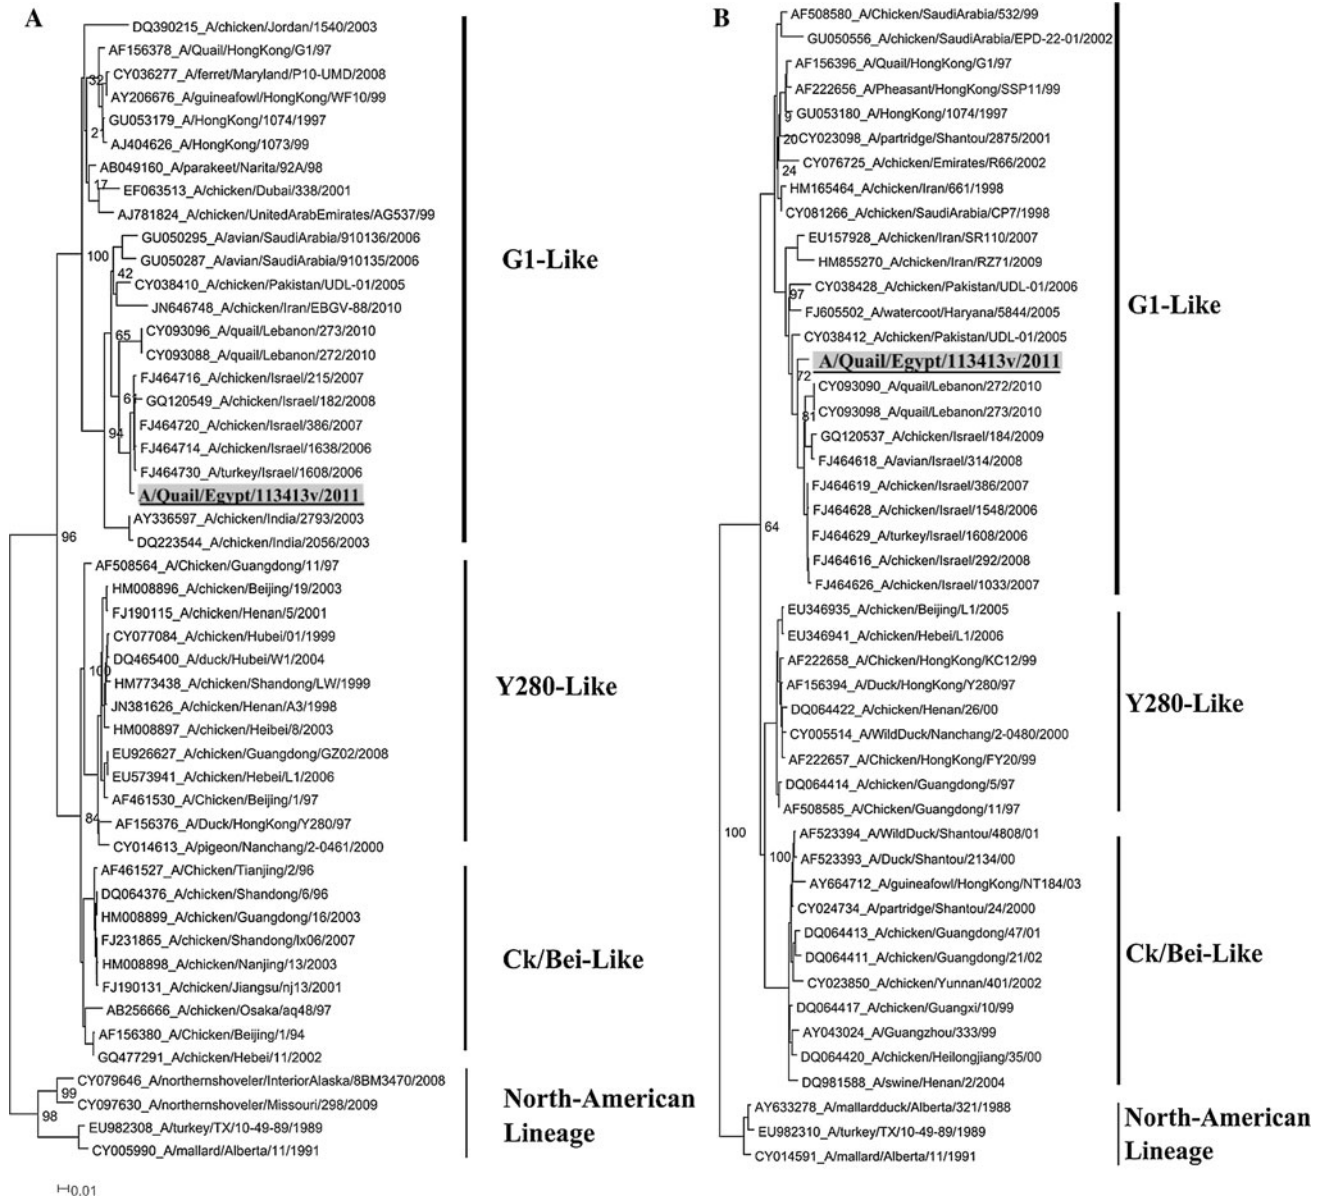 A
DQ390215_A/chicken/Jordan/1540/2003
AF156378_A/Quail/HongKong/G1/97
32
CY036277_A/ferret/Maryland/P10-UMD/2008
AY206676_A/guineafowl/HongKong/WF10/99
GU053179_A/HongKong/1074/1997
2
AJ404626_A/HongKong/1073/99
AB049160_A/parakeet/Narita/92A/98
17
EF063513_A/chicken/Dubai/338/2001
AJ781824_A/chicken/UnitedArabEmirates/AG537/99
GU050295_A/avian/SaudiArabia/910136/2006
100
GU050287_A/avian/SaudiArabia/910135/2006
42
CY038410_A/chicken/Pakistan/UDL-01/2005
JN646748_A/chicken/Iran/EBGV-88/2010
65
CY093096_A/quail/Lebanon/273/2010
CY093088_A/quail/Lebanon/272/2010
FJ464716_A/chicken/Israel/215/2007
61
GQ120549_A/chicken/Israel/182/2008
FJ464720_A/chicken/Israel/386/2007
94
FJ464714_A/chicken/Israel/1638/2006
FJ464730_A/turkey/Israel/1608/2006
A/Quail/Egypt/113413v/2011
AY336597_A/chicken/India/2793/2003
DQ223544_A/chicken/India/2056/2003
G1-Like
96
AF508564_A/Chicken/Guangdong/11/97
HM008896_A/chicken/Beijing/19/2003
FJ190115_A/chicken/Henan/5/2001
CY077084_A/chicken/Hubei/01/1999
DQ465400_A/duck/Hubei/W1/2004
100
HM773438_A/chicken/Shandong/LW/1999
JN381626_A/chicken/Henan/A3/1998
HM008897_A/chicken/Heibei/8/2003
EU926627_A/chicken/Guangdong/GZ02/2008
EU573941_A/chicken/Hebei/L1/2006
AF461530_A/Chicken/Beijing/1/97
84
AF156376_A/Duck/HongKong/Y280/97
CY014613_A/pigeon/Nanchang/2-0461/2000
Y280-Like
AF461527_A/Chicken/Tianjing/2/96
DQ064376_A/chicken/Shandong/6/96
HM008899_A/chicken/Guangdong/16/2003
FJ231865_A/chicken/Shandong/lx06/2007
HM008898_A/chicken/Nanjing/13/2003
FJ190131_A/chicken/Jiangsu/nj13/2001
AB256666_A/chicken/Osaka/aq48/97
AF156380_A/Chicken/Beijing/1/94
GQ477291_A/chicken/Hebei/11/2002
Ck/Bei-Like
CY079646_A/northernshoveler/InteriorAlaska/8BM3470/2008
99
CY097630_A/northernshoveler/Missouri/298/2009
98
EU982308_A/turkey/TX/10-49-89/1989
CY005990_A/mallard/Alberta/11/1991
North-American
Lineage
0.01
B
AF508580_A/Chicken/SaudiArabia/532/99
GU050556_A/chicken/SaudiArabia/EPD-22-01/2002
AF156396_A/Quail/HongKong/G1/97
AF222656_A/Pheasant/HongKong/SSP11/99
GU053180_A/HongKong/1074/1997
9
20
CY023098_A/partridge/Shantou/2875/2001
CY076725_A/chicken/Emirates/R66/2002
24
HM165464_A/chicken/Iran/661/1998
CY081266_A/chicken/SaudiArabia/CP7/1998
EU157928_A/chicken/Iran/SR110/2007
HM855270_A/chicken/Iran/RZ71/2009
CY038428_A/chicken/Pakistan/UDL-01/2006
97
FJ605502_A/watercoot/Haryana/5844/2005
CY038412_A/chicken/Pakistan/UDL-01/2005
A/Quail/Egypt/113413v/2011
72
CY093090_A/quail/Lebanon/272/2010
CY093098_A/quail/Lebanon/273/2010
81
GQ120537_A/chicken/Israel/184/2009
FJ464618_A/avian/Israel/314/2008
FJ464619_A/chicken/Israel/386/2007
FJ464628_A/chicken/Israel/1548/2006
64
FJ464629_A/turkey/Israel/1608/2006
FJ464616_A/chicken/Israel/292/2008
FJ464626_A/chicken/Israel/1033/2007
G1-Like
EU346935_A/chicken/Beijing/L1/2005
EU346941_A/chicken/Hebei/L1/2006
AF222658_A/Chicken/HongKong/KC12/99
AF156394_A/Duck/HongKong/Y280/97
DQ064422_A/chicken/Henan/26/00
CY005514_A/WildDuck/Nanchang/2-0480/2000
AF222657_A/Chicken/HongKong/FY20/99
DQ064414_A/chicken/Guangdong/5/97
AF508585_A/Chicken/Guangdong/11/97
Y280-Like
100
AF523394_A/WildDuck/Shantou/4808/01
100
AF523393_A/Duck/Shantou/2134/00
AY664712_A/guineafowl/HongKong/NT184/03
CY024734_A/partridge/Shantou/24/2000
DQ064413_A/chicken/Guangdong/47/01
DQ064411_A/chicken/Guangdong/21/02
CY023850_A/chicken/Yunnan/401/2002
DQ064417_A/chicken/Guangxi/10/99
AY043024_A/Guangzhou/333/99
DQ064420_A/chicken/Heilongjiang/35/00
DQ981588_A/swine/Henan/2/2004
Ck/Bei-Like
AY633278_A/mallardduck/Alberta/321/1988
EU982310_A/turkey/TX/10-49-89/1989
CY014591_A/mallard/Alberta/11/1991
North-American
Lineage